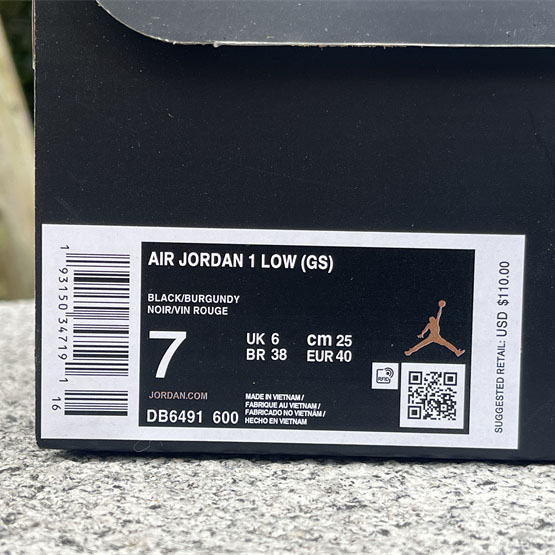 AIR JORDAN 1 LOW (GS)
BLACK/BURGUNDY
NOIR/VIN ROUGE
7
UK 6 cm 25
BR 38 EUR 40
JORDAN.COM
DB6491 600
MADE IN VIETNAM /
FABRIQUE AU VIETNAM /
FABRICADO NO VIETNÁM /
HECHO EN VIETNAM
RFID
1 93150 34719 1 16
SUGGESTED RETAIL: USD $110.00